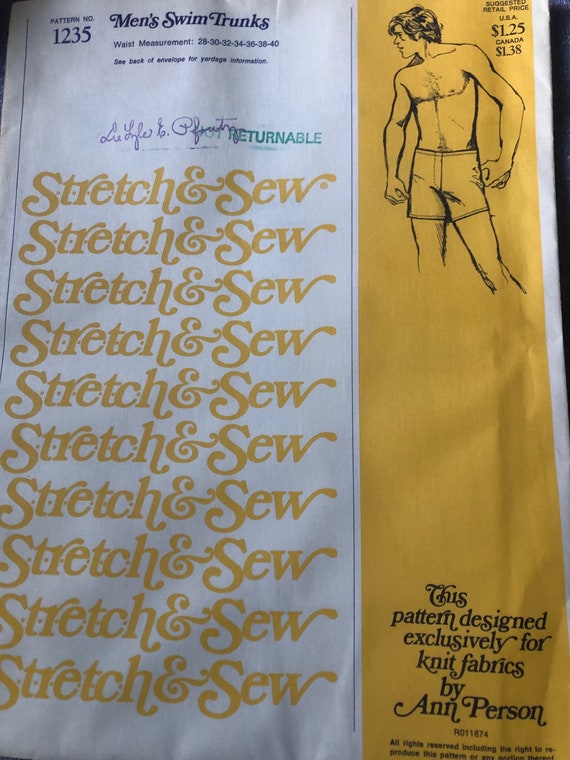 PATTERN NO.
1235
Men's Swim Trunks
Waist Measurement: 28-30-32-34-36-38-40
See back of envelope for yardage information.
RETURNABLE
Stretch & Sew®
Stretch & Sew
Stretch & Sew
Stretch & Sew
Stretch & Sew
Stretch & Sew
Stretch & Sew
Stretch & Sew
Stretch & Sew
Stretch & Sew
SUGGESTED
RETAIL PRICE
U.S.A.
$1.25
CANADA
$1.38
This
pattern designed
exclusively for
knit fabrics
by
Ann Person
R011674
All rights reserved including the right to re-
produce this pattern or any portion thereof